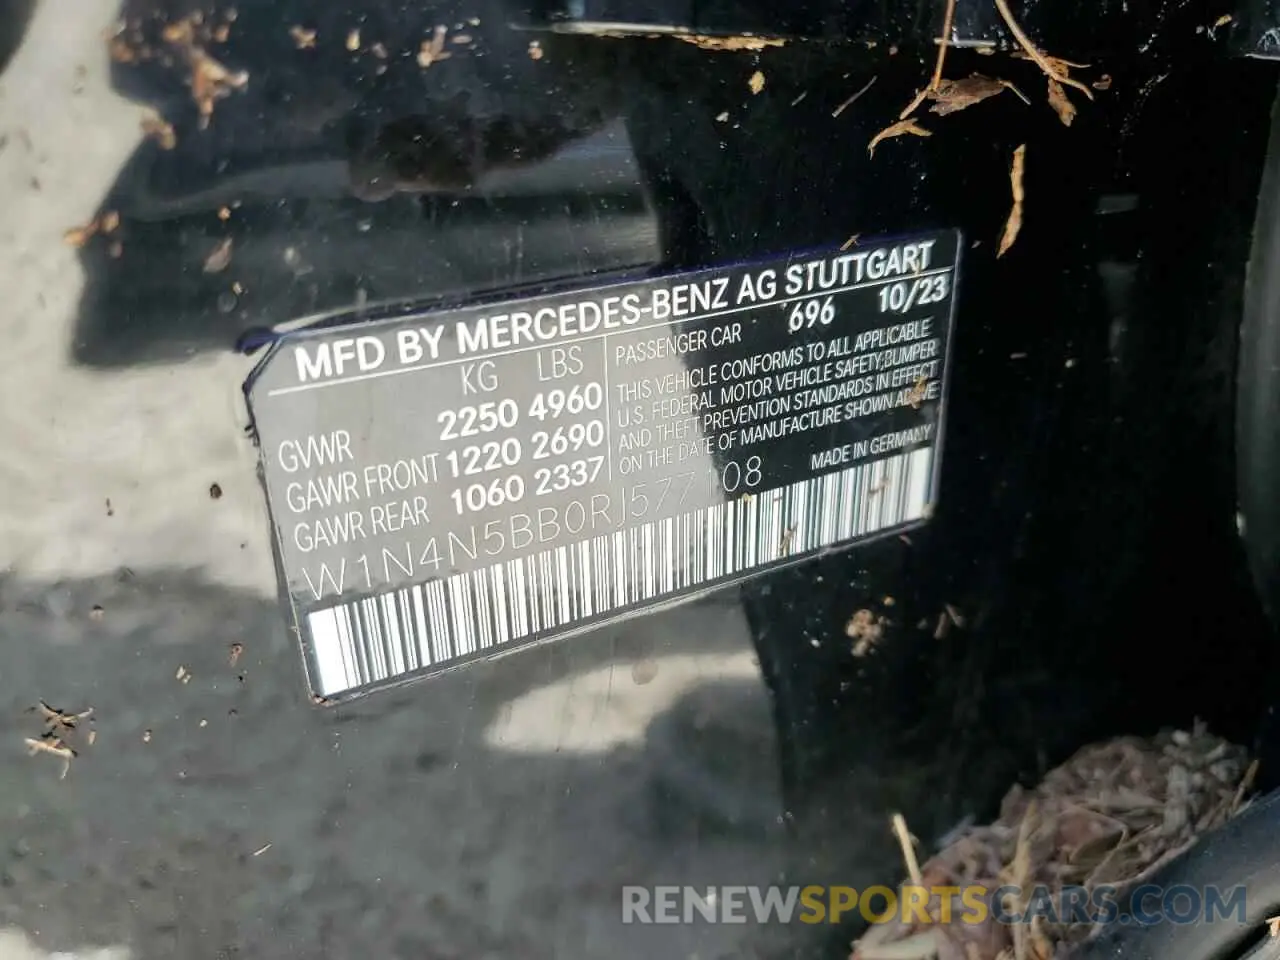 MFD BY MERCEDES-BENZ AG STUTTGART
KG LBS
GVWR 2250 4960
GAWR FRONT 1220 2690
GAWR REAR 1060 2337
PASSENGER CAR 696 10/23
THIS VEHICLE CONFORMS TO ALL APPLICABLE
U.S. FEDERAL MOTOR VEHICLE SAFETY,BUMPER
AND THEFT PREVENTION STANDARDS IN EFFECT
ON THE DATE OF MANUFACTURE SHOWN ABOVE
MADE IN GERMANY
RENEWSPORTSCARS.COM